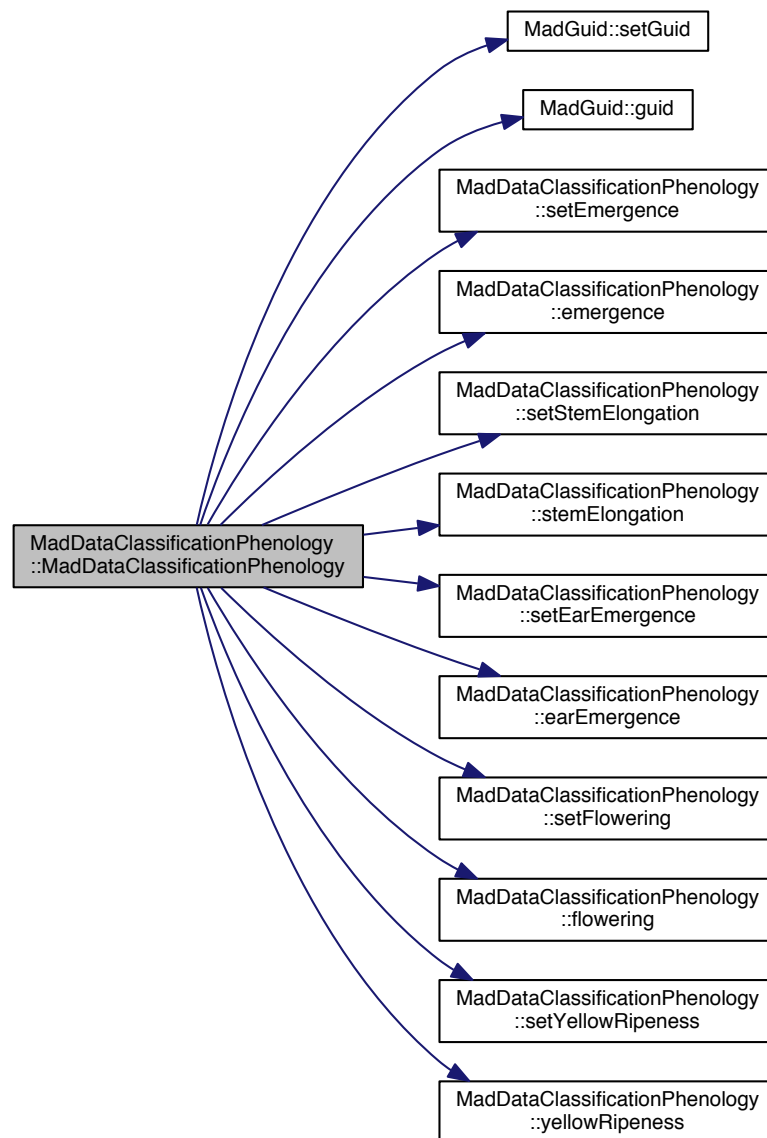 MadGuid::setGuid
MadGuid::guid
MadDataClassificationPhenology
::setEmergence
MadDataClassificationPhenology
::emergence
MadDataClassificationPhenology
::setStemElongation
MadDataClassificationPhenology
::stemElongation
MadDataClassificationPhenology
::MadDataClassificationPhenology
MadDataClassificationPhenology
::setEarEmergence
MadDataClassificationPhenology
::earEmergence
MadDataClassificationPhenology
::setFlowering
MadDataClassificationPhenology
::flowering
MadDataClassificationPhenology
::setYellowRipeness
MadDataClassificationPhenology
::yellowRipeness